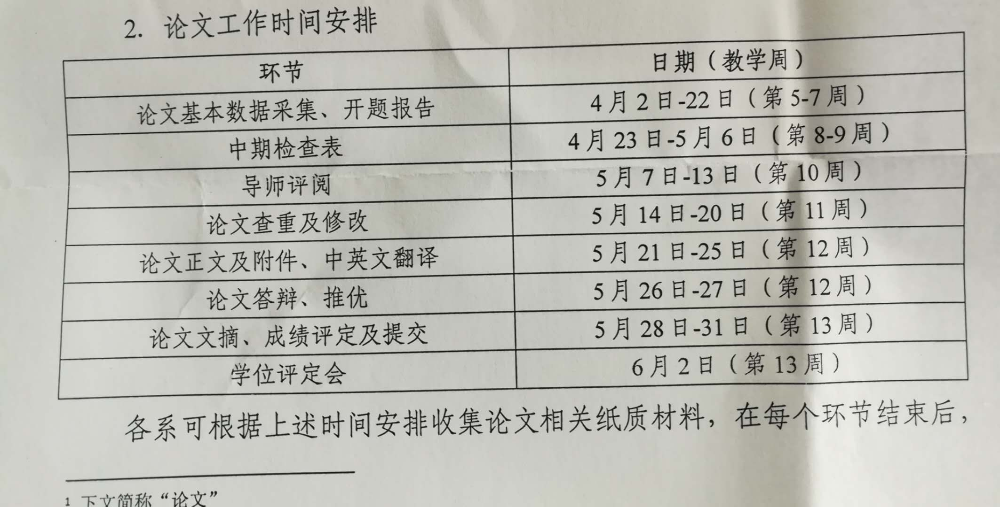 2. 论文工作时间安排
环节 日期（教学周）
论文基本数据采集、开题报告 4月2日-22日（第5-7周）
中期检查表 4月23日-5月6日（第8-9周）
导师评阅 5月7日-13日（第10周）
论文查重及修改 5月14日-20日（第11周）
论文正文及附件、中英文翻译 5月21日-25日（第12周）
论文答辩、推优 5月26日-27日（第12周）
论文文摘、成绩评定及提交 5月28日-31日（第13周）
学位评定会 6月2日（第13周）
各系可根据上述时间安排收集论文相关纸质材料，在每个环节结束后，
1 下文简称“论文”